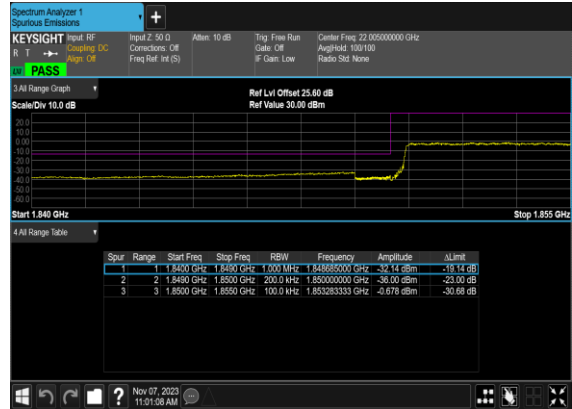 Spectrum Analyzer 1
Spurious Emissions
+
KEYSIGHT Input: RF Input Z: 50 Ω Atten: 10 dB Trig: Free Run Center Freq: 22.005000000 GHz
R T Coupling: DC Corrections: Off Gate: Off Avg|Hold: 100/100
Align: Off Freq Ref: Int (S) IF Gain: Low Radio Std: None
PASS
3 All Range Graph
Ref Lvl Offset 25.60 dB
Scale/Div 10.0 dB Ref Value 30.00 dBm
20.0
10.0
0.00
-10.0
-20.0
-30.0
-40.0
-50.0
-60.0
Start 1.840 GHz Stop 1.855 GHz
4 All Range Table
Spur Range Start Freq Stop Freq RBW Frequency Amplitude ΔLimit
1 1 1.8400 GHz 1.8490 GHz 1.000 MHz 1.848685000 GHz -32.14 dBm -19.14 dB
2 2 1.8490 GHz 1.8500 GHz 200.0 kHz 1.850000000 GHz -36.00 dBm -23.00 dB
3 3 1.8500 GHz 1.8550 GHz 100.0 kHz 1.853283333 GHz -0.678 dBm -30.68 dB
? Nov 07, 2023
11:01:08 AM